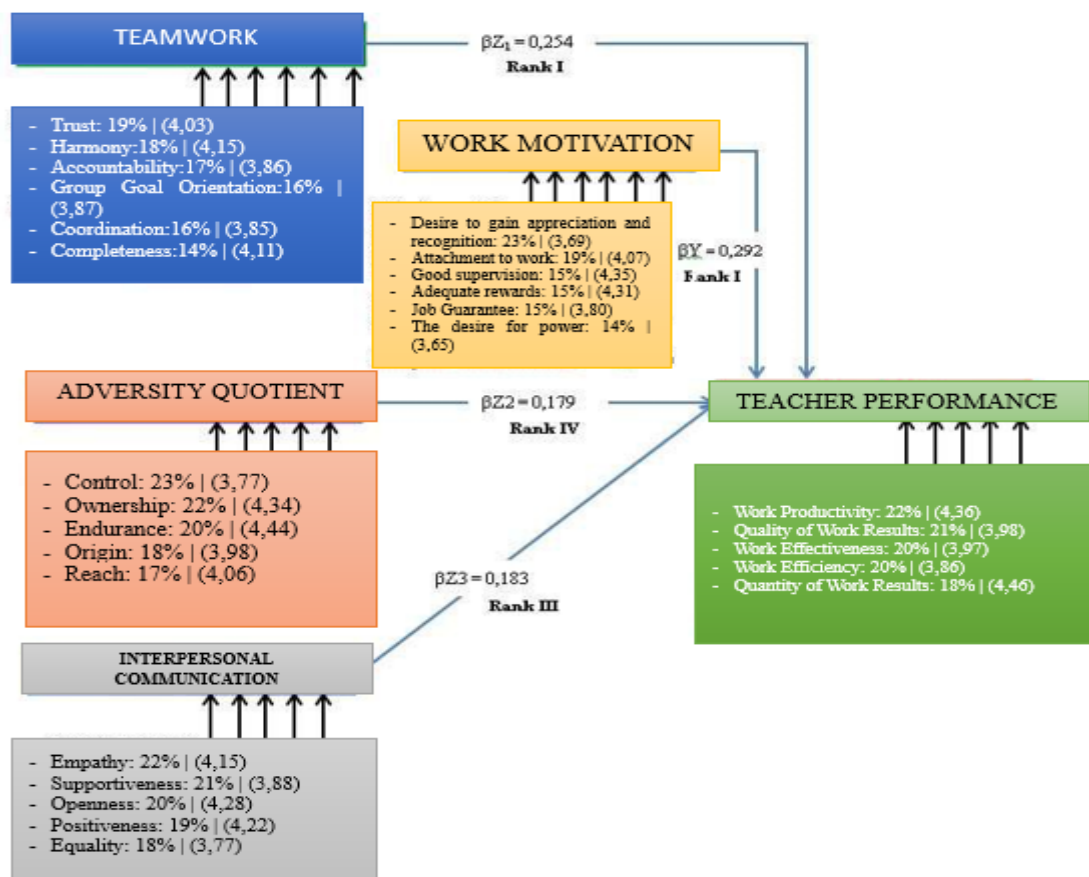 TEAMWORK
βZ₁ = 0,254
Rank I
- Trust: 19% | (4,03)
- Harmony:18% | (4,15)
- Accountability:17% | (3,86)
- Group Goal Orientation:16% |
(3,87)
- Coordination:16% | (3,85)
- Completeness:14% | (4,11)
WORK MOTIVATION
- Desire to gain appreciation and
recognition: 23% | (3,69)
- Attachment to work: 19% | (4,07)
- Good supervision: 15% | (4,35)
- Adequate rewards: 15% | (4,31)
- Job Guarantee: 15% | (3,80)
- The desire for power: 14% |
(3,65)
βY = 0,292
Rank I
ADVERSITY QUOTIENT
βZ2 = 0,179
Rank IV
TEACHER PERFORMANCE
- Control: 23% | (3,77)
- Ownership: 22% | (4,34)
- Endurance: 20% | (4,44)
- Origin: 18% | (3,98)
- Reach: 17% | (4,06)
- Work Productivity: 22% | (4,36)
- Quality of Work Results: 21% | (3,98)
- Work Effectiveness: 20% | (3,97)
- Work Efficiency: 20% | (3,86)
- Quantity of Work Results: 18% | (4,46)
βZ3 = 0,183
Rank III
INTERPERSONAL
COMMUNICATION
- Empathy: 22% | (4,15)
- Supportiveness: 21% | (3,88)
- Openness: 20% | (4,28)
- Positiveness: 19% | (4,22)
- Equality: 18% | (3,77)